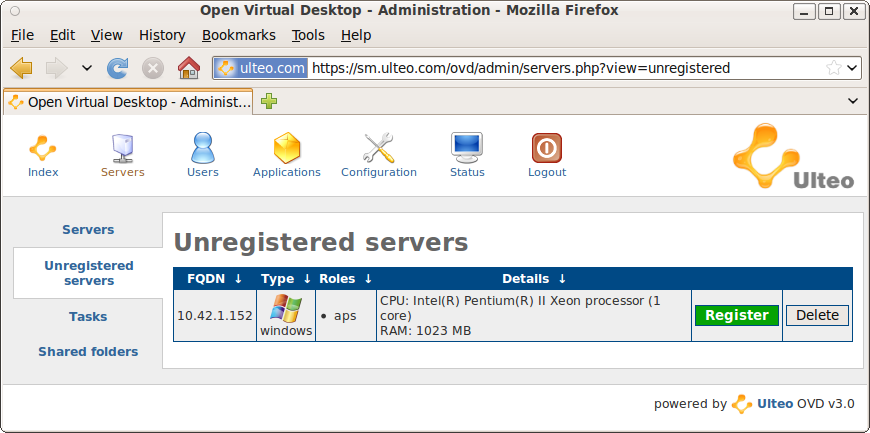 Open Virtual Desktop - Administration - Mozilla Firefox
File Edit View History Bookmarks Tools Help
ulteo.com https://sm.ulteo.com/ovd/admin/servers.php?view=unregistered
Open Virtual Desktop - Administ...
Index Servers Users Applications Configuration Status Logout
Ulteo
Servers
Unregistered
servers
Tasks
Shared folders
Unregistered servers
FQDN ↓ Type ↓ Roles ↓ Details ↓
10.42.1.152 windows • aps CPU: Intel(R) Pentium(R) II Xeon processor (1
core)
RAM: 1023 MB
Register Delete
powered by Ulteo OVD v3.0